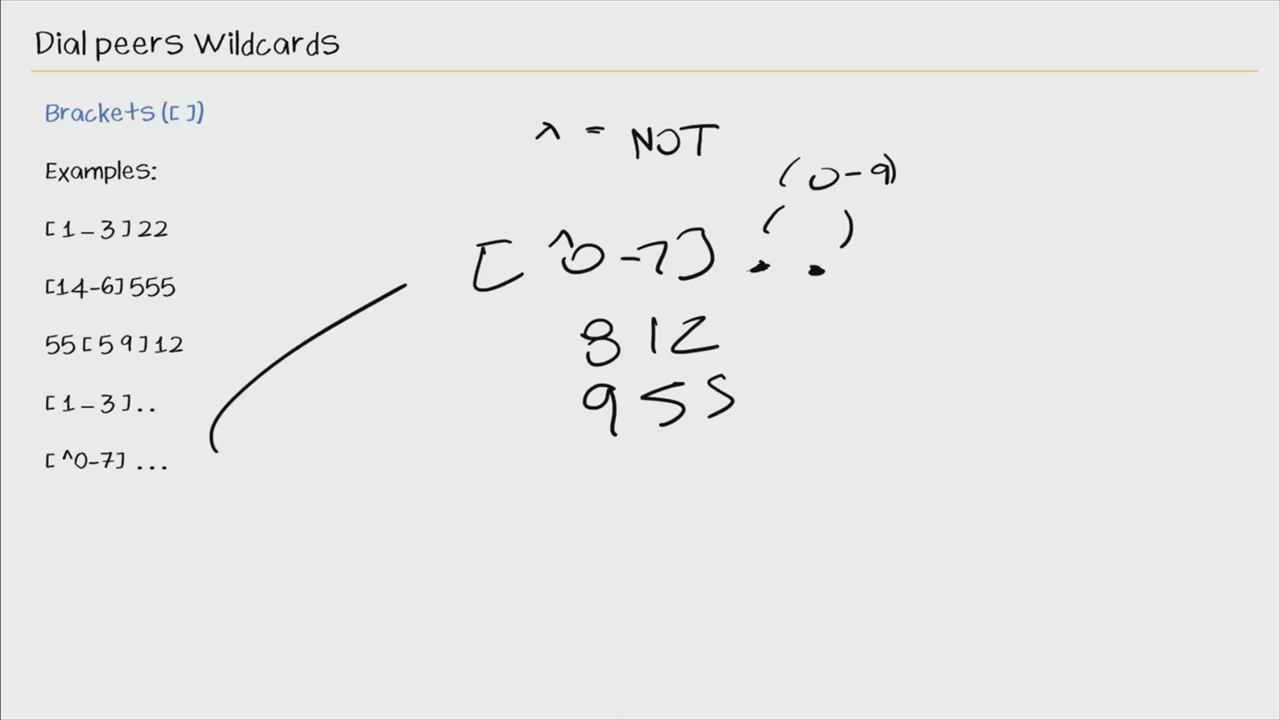 Dial peers Wildcards
Brackets ([ ])
Examples:
[1-3]22
[14-6]555
55[59]12
[1-3]..
[^0-7]...
^ = NOT
(0-9)
( )
[^0-7] . .
812
955